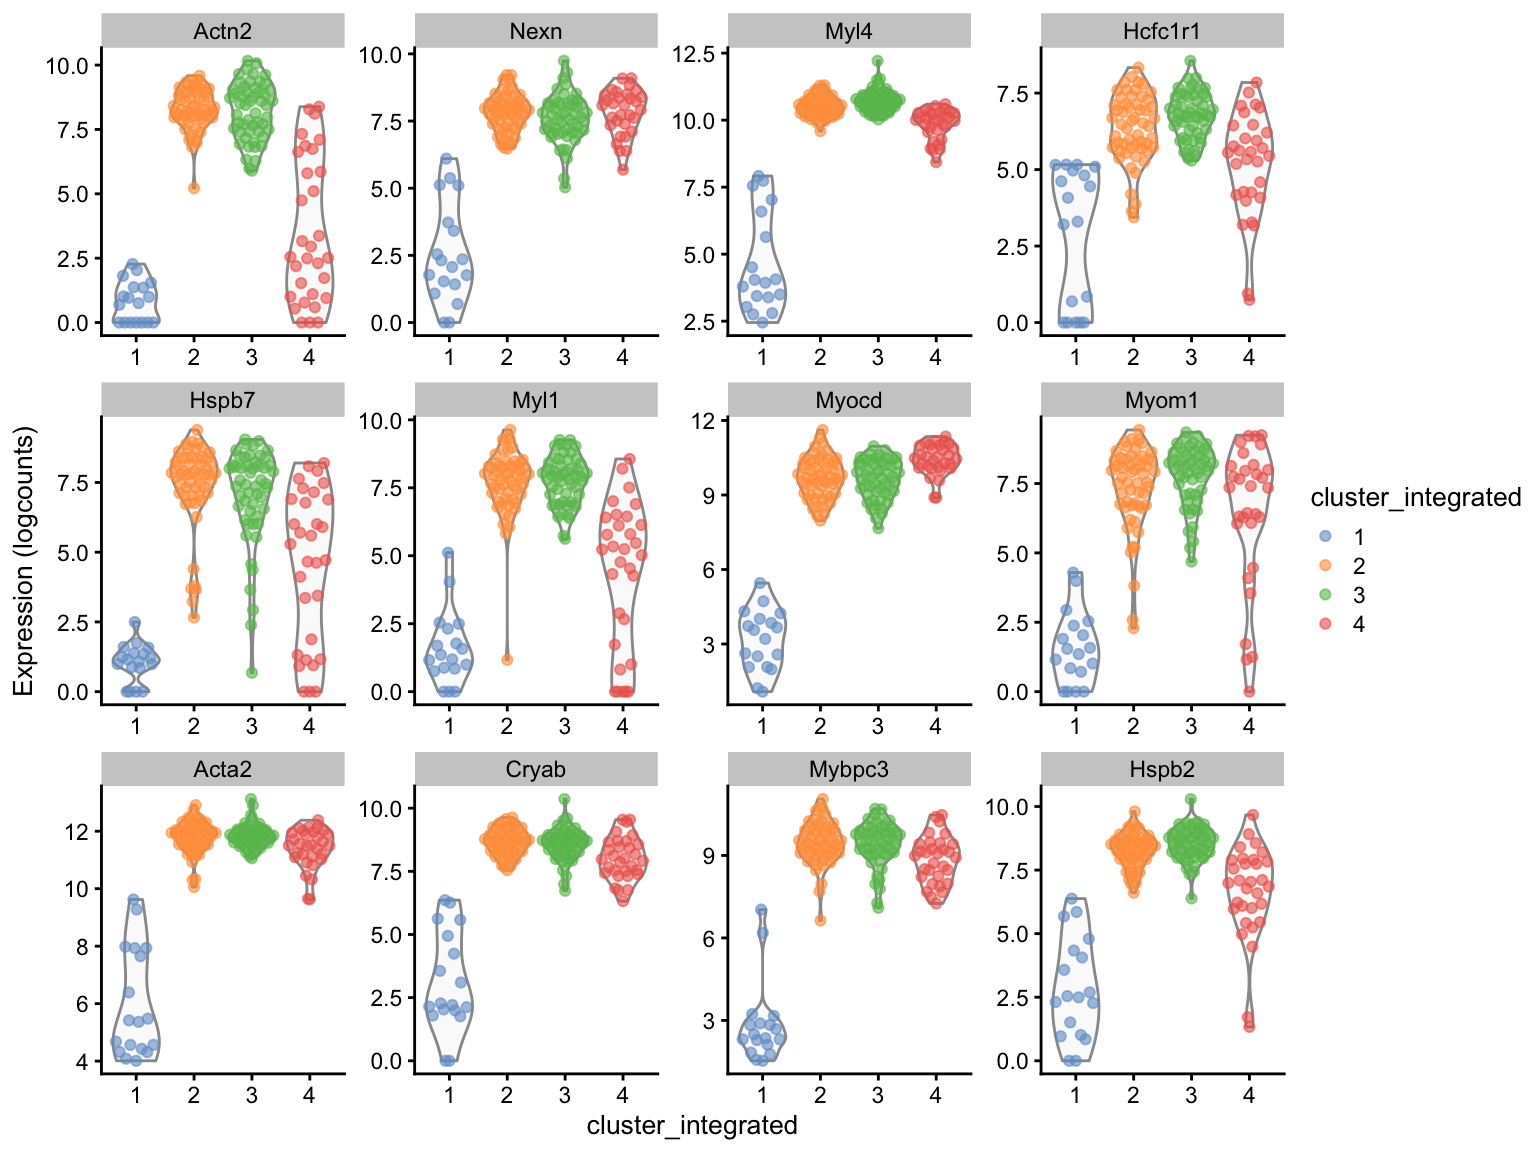 Actn2 Nexn Myl4 Hcfc1r1
10.0 7.5 5.0 2.5 0.0
10.0 7.5 5.0 2.5 0.0
12.5 10.0 7.5 5.0 2.5
7.5 5.0 2.5 0.0
1 2 3 4 1 2 3 4 1 2 3 4 1 2 3 4
Hspb7 Myl1 Myocd Myom1
7.5 5.0 2.5 0.0
10.0 7.5 5.0 2.5 0.0
12 9 6 3
7.5 5.0 2.5 0.0
1 2 3 4 1 2 3 4 1 2 3 4 1 2 3 4
Acta2 Cryab Mybpc3 Hspb2
12 10 8 6 4
10.0 7.5 5.0 2.5 0.0
9 6 3
10.0 7.5 5.0 2.5 0.0
1 2 3 4 1 2 3 4 1 2 3 4 1 2 3 4
Expression (logcounts)
cluster_integrated
cluster_integrated
1
2
3
4